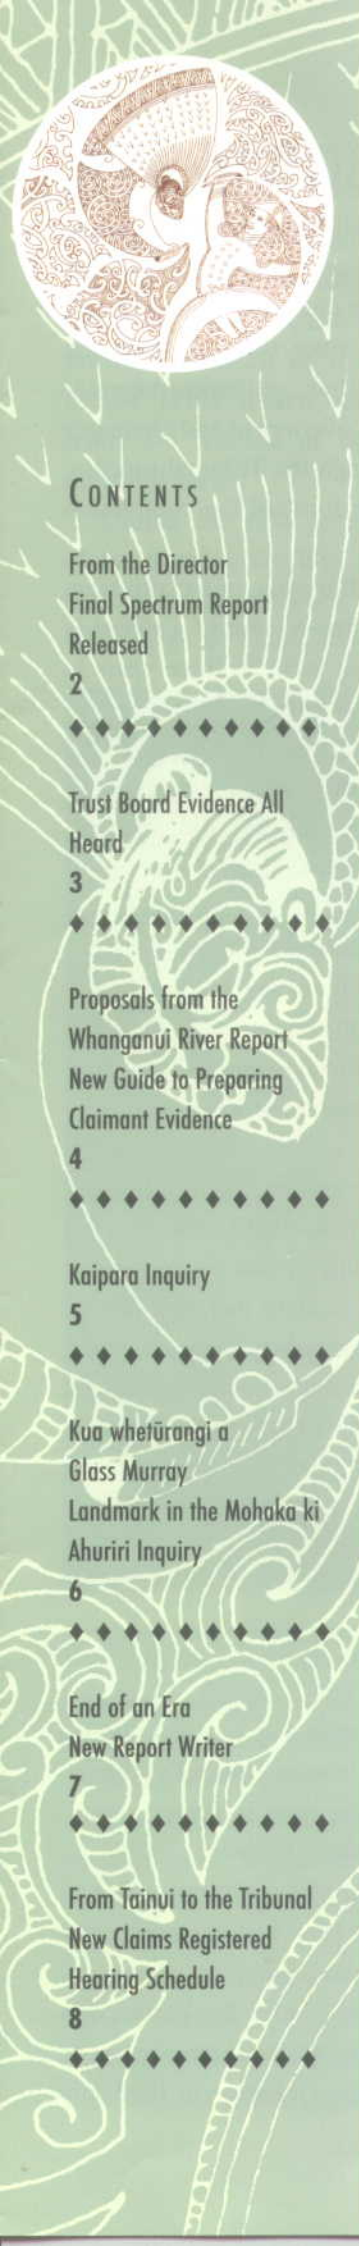 CONTENTS
From the Director
Final Spectrum Report
Released
2
Trust Board Evidence All
Heard
3
Proposals from the
Whanganui River Report
New Guide to Preparing
Claimant Evidence
4
Kaipara Inquiry
5
Kua whetūrangi a
Glass Murray
Landmark in the Mohaka ki
Ahuriri Inquiry
6
End of an Era
New Report Writer
7
From Tainui to the Tribunal
New Claims Registered
Hearing Schedule
8